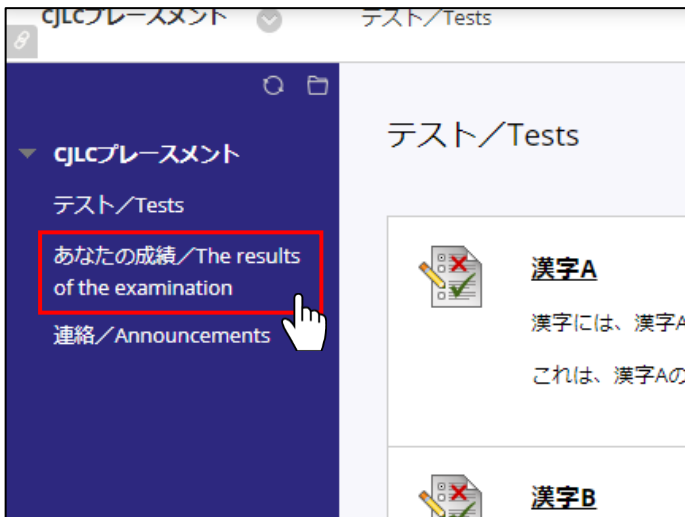 CJLCプレースメント
テスト／Tests
CJLCプレースメント
テスト／Tests
あなたの成績／The results
of the examination
連絡／Announcements
テスト／Tests
漢字A
漢字には、漢字A
これは、漢字Aの
漢字B